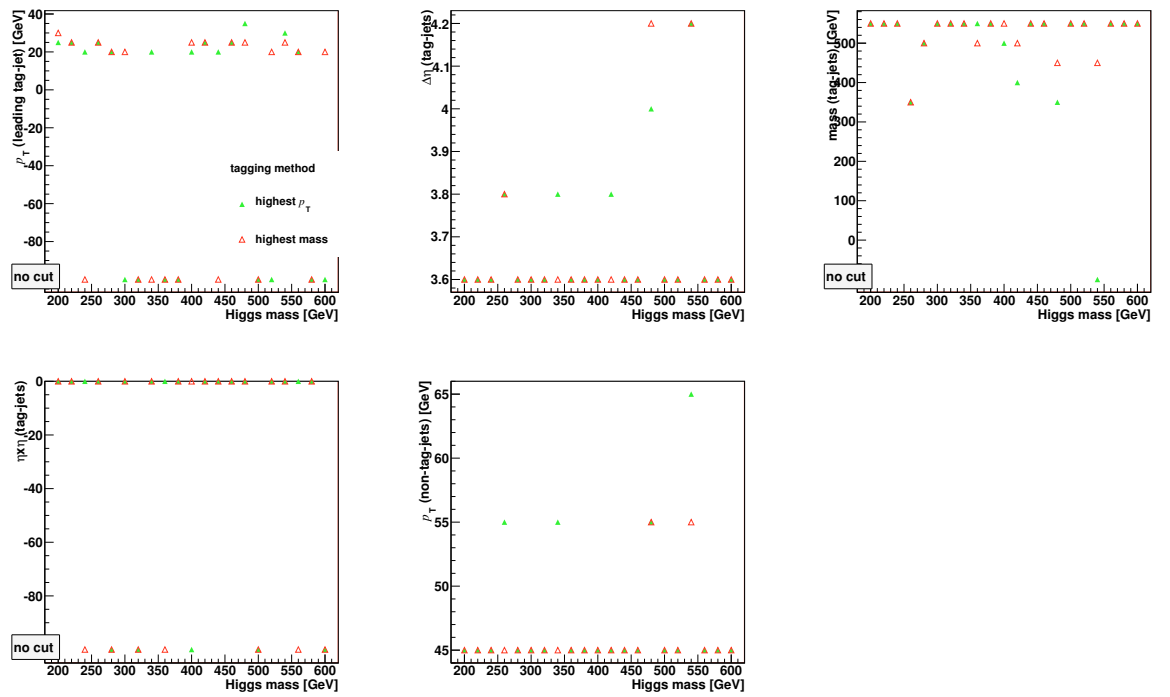 p_T (leading tag-jet) [GeV]
40
20
0
-20
-40
-60
-80
no cut
tagging method
highest p_T
highest mass
200 250 300 350 400 450 500 550 600
Higgs mass [GeV]
Δη (tag-jets)
4.2
4.1
4
3.9
3.8
3.7
3.6
200 250 300 350 400 450 500 550 600
Higgs mass [GeV]
mass (tag-jets) [GeV]
500
400
300
200
100
0
no cut
200 250 300 350 400 450 500 550 600
Higgs mass [GeV]
ηxη (tag-jets)
0
-20
-40
-60
-80
no cut
200 250 300 350 400 450 500 550 600
Higgs mass [GeV]
p_T (non-tag-jets) [GeV]
65
60
55
50
45
200 250 300 350 400 450 500 550 600
Higgs mass [GeV]